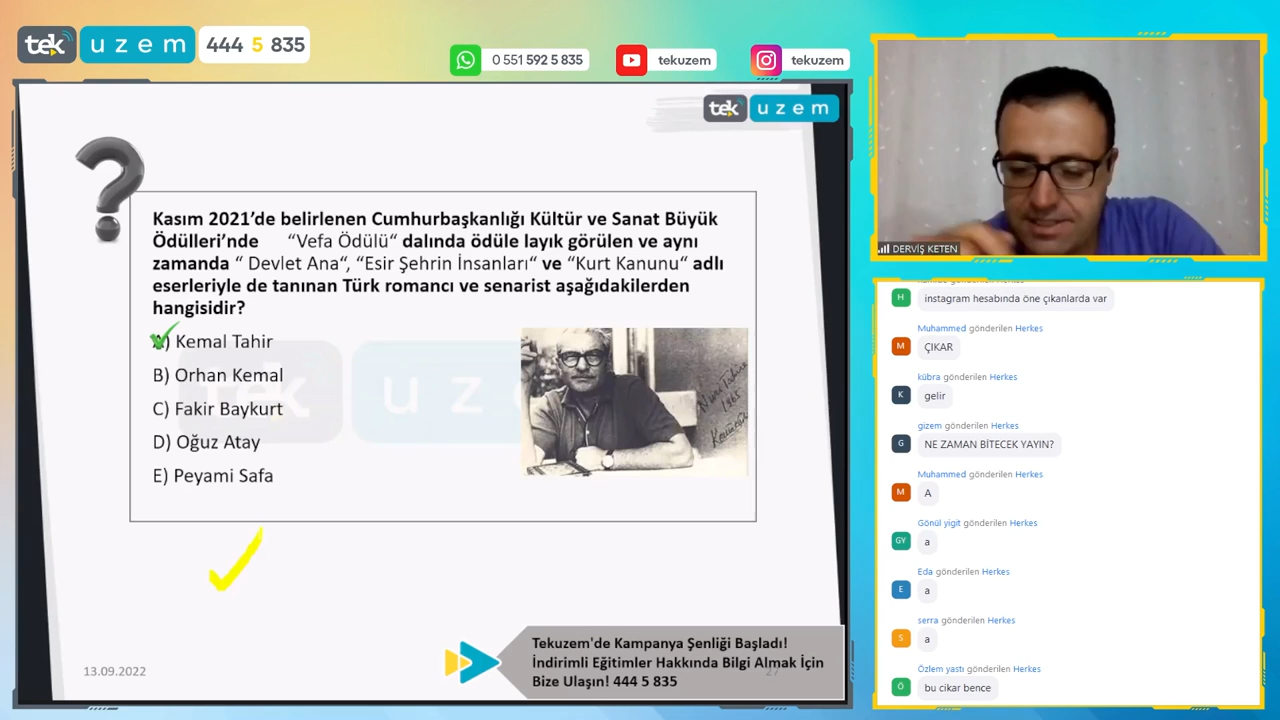 tek uzem 444 5 835
0 551 592 5 835
tekuzem
tekuzem
tek uzem
Kasım 2021’de belirlenen Cumhurbaşkanlığı Kültür ve Sanat Büyük
Ödülleri’nde “Vefa Ödülü“ dalında ödüle layık görülen ve aynı
zamanda “ Devlet Ana“, “Esir Şehrin İnsanları“ ve “Kurt Kanunu“ adlı
eserleriyle de tanınan Türk romancı ve senarist aşağıdakilerden
hangisidir?
A) Kemal Tahir
B) Orhan Kemal
C) Fakir Baykurt
D) Oğuz Atay
E) Peyami Safa
1965
13.09.2022
27
Tekuzem'de Kampanya Şenliği Başladı!
İndirimli Eğitimler Hakkında Bilgi Almak İçin
Bize Ulaşın! 444 5 835
DERVİŞ KETEN
H
instagram hesabında öne çıkanlarda var
Muhammed gönderilen Herkes
M
ÇIKAR
kübra gönderilen Herkes
K
gelir
gizem gönderilen Herkes
G
NE ZAMAN BİTECEK YAYIN?
Muhammed gönderilen Herkes
M
A
Gönül yigit gönderilen Herkes
GY
a
Eda gönderilen Herkes
E
a
serra gönderilen Herkes
S
a
Özlem yastı gönderilen Herkes
Ö
bu cikar bence